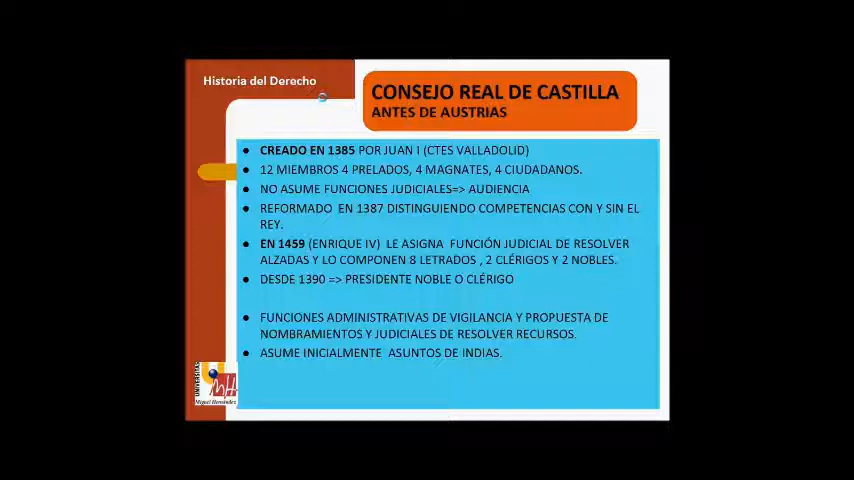 Historia del Derecho
CONSEJO REAL DE CASTILLA
ANTES DE AUSTRIAS
● CREADO EN 1385 POR JUAN I (CTES VALLADOLID)
● 12 MIEMBROS 4 PRELADOS, 4 MAGNATES, 4 CIUDADANOS.
● NO ASUME FUNCIONES JUDICIALES=> AUDIENCIA
● REFORMADO EN 1387 DISTINGUIENDO COMPETENCIAS CON Y SIN EL
REY.
● EN 1459 (ENRIQUE IV) LE ASIGNA FUNCIÓN JUDICIAL DE RESOLVER
ALZADAS Y LO COMPONEN 8 LETRADOS , 2 CLÉRIGOS Y 2 NOBLES.
● DESDE 1390 => PRESIDENTE NOBLE O CLÉRIGO
● FUNCIONES ADMINISTRATIVAS DE VIGILANCIA Y PROPUESTA DE
NOMBRAMIENTOS Y JUDICIALES DE RESOLVER RECURSOS.
● ASUME INICIALMENTE ASUNTOS DE INDIAS.
UNIVERSITAS
MH
Miguel Hernández